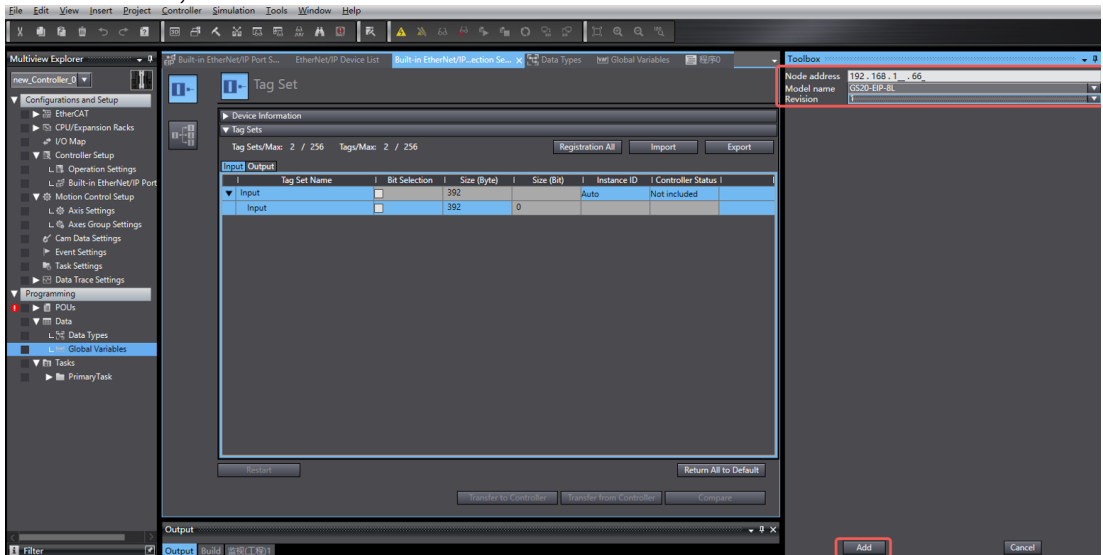 File Edit View Insert Project Controller Simulation Tools Window Help
Multiview Explorer
new_Controller_0
Configurations and Setup
EtherCAT
CPU/Expansion Racks
I/O Map
Controller Setup
Operation Settings
Built-in EtherNet/IP Port
Motion Control Setup
Axis Settings
Axes Group Settings
Cam Data Settings
Event Settings
Task Settings
Data Trace Settings
Programming
POUs
Data
Data Types
Global Variables
Tasks
PrimaryTask
Filter
Built-in EtherNet/IP Port S... EtherNet/IP Device List Built-in EtherNet/IP...ection Se... x Data Types Global Variables 程序0
Tag Set
Device Information
Tag Sets
Tag Sets/Max: 2 / 256 Tags/Max: 2 / 256 Registration All Import Export
Input Output
Tag Set Name Bit Selection Size (Byte) Size (Bit) Instance ID Controller Status
Input 392 Auto Not included
Input 392 0
Restart Return All to Default
Transfer to Controller Transfer from Controller Compare
Output
Output Build 监视(工程)1
Toolbox
Node address 192.168.1__.66_
Model name GS20-EIP-8L
Revision 1
Add Cancel